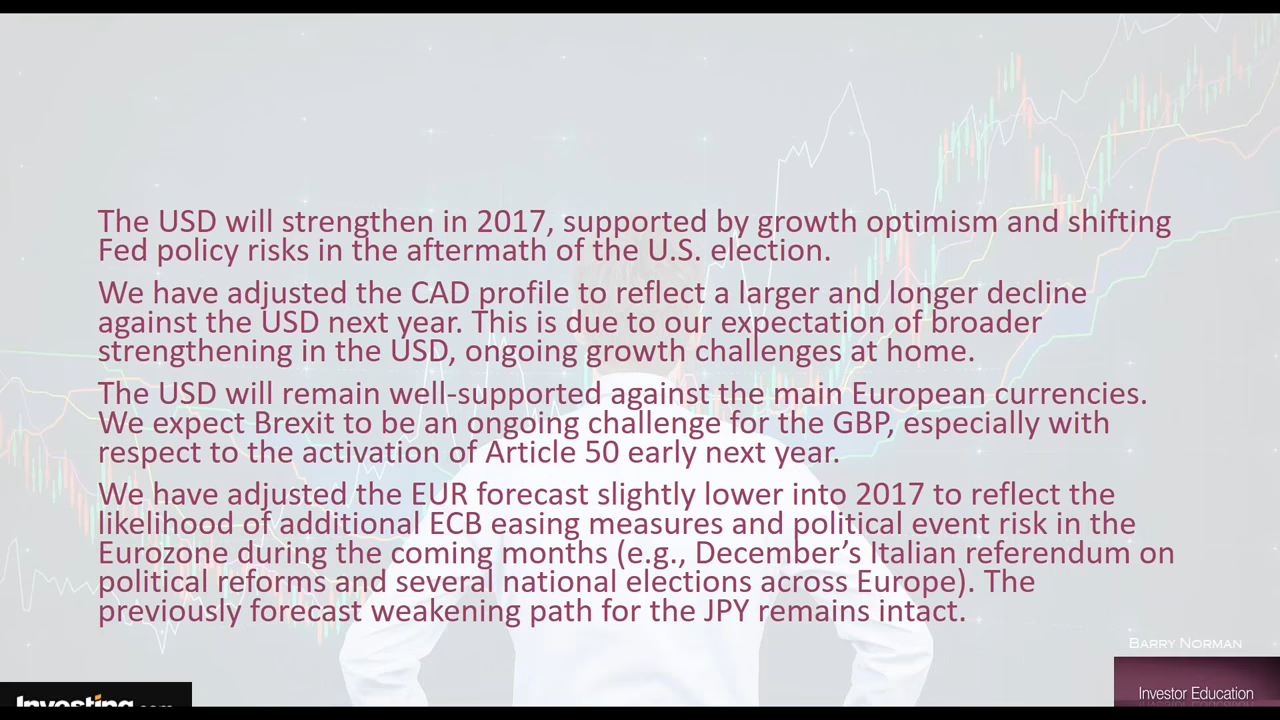 The USD will strengthen in 2017, supported by growth optimism and shifting
Fed policy risks in the aftermath of the U.S. election.
We have adjusted the CAD profile to reflect a larger and longer decline
against the USD next year. This is due to our expectation of broader
strengthening in the USD, ongoing growth challenges at home.
The USD will remain well-supported against the main European currencies.
We expect Brexit to be an ongoing challenge for the GBP, especially with
respect to the activation of Article 50 early next year.
We have adjusted the EUR forecast slightly lower into 2017 to reflect the
likelihood of additional ECB easing measures and political event risk in the
Eurozone during the coming months (e.g., December’s Italian referendum on
political reforms and several national elections across Europe). The
previously forecast weakening path for the JPY remains intact.
Barry Norman
Investing.com
Investor Education